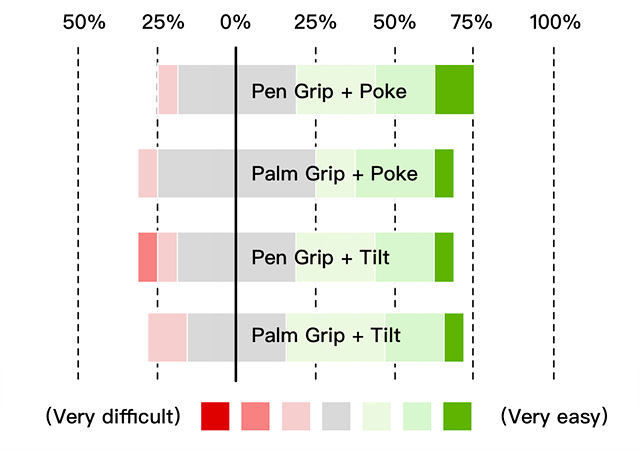 50% 25% 0% 25% 50% 75% 100%
Pen Grip + Poke
Palm Grip + Poke
Pen Grip + Tilt
Palm Grip + Tilt
(Very difficult) (Very easy)